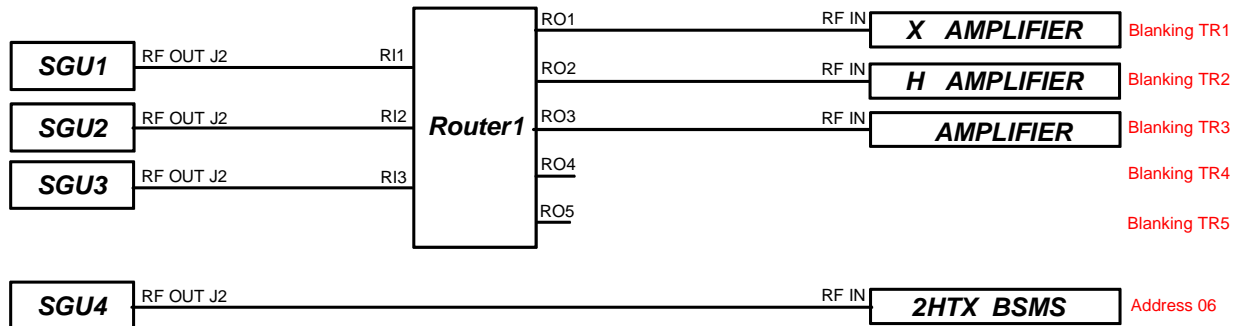 RO1 RF IN X AMPLIFIER Blanking TR1
SGU1 RF OUT J2 RI1
RO2 RF IN H AMPLIFIER Blanking TR2
SGU2 RF OUT J2 RI2 Router1 RO3 RF IN AMPLIFIER Blanking TR3
SGU3 RF OUT J2 RI3 RO4 Blanking TR4
RO5 Blanking TR5
SGU4 RF OUT J2 RF IN 2HTX BSMS Address 06